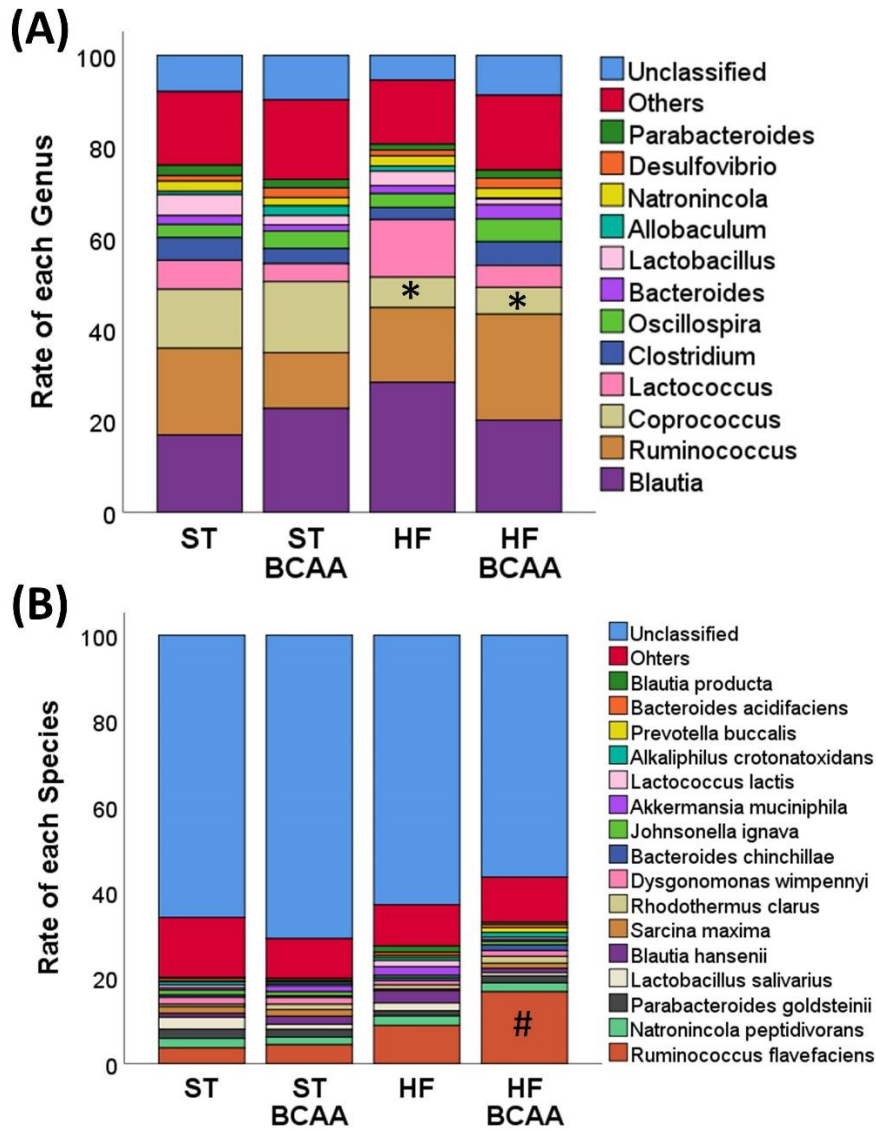 (A)
Rate of each Genus
100
80
60
40
20
0
*
*
ST
ST
BCAA
HF
HF
BCAA
Unclassified
Others
Parabacteroides
Desulfovibrio
Natronincola
Allobaculum
Lactobacillus
Bacteroides
Oscillospira
Clostridium
Lactococcus
Coprococcus
Ruminococcus
Blautia
(B)
Rate of each Species
100
80
60
40
20
0
#
ST
ST
BCAA
HF
HF
BCAA
Unclassified
Ohters
Blautia producta
Bacteroides acidifaciens
Prevotella buccalis
Alkaliphilus crotonatoxidans
Lactococcus lactis
Akkermansia muciniphila
Johnsonella ignava
Bacteroides chinchillae
Dysgonomonas wimpennyi
Rhodothermus clarus
Sarcina maxima
Blautia hansenii
Lactobacillus salivarius
Parabacteroides goldsteinii
Natronincola peptidivorans
Ruminococcus flavefaciens